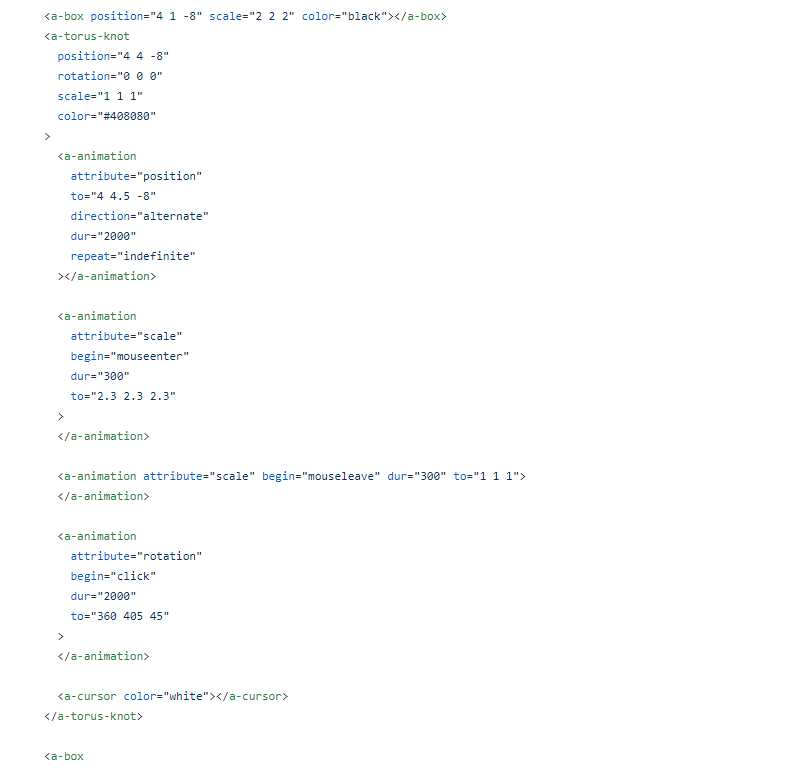 <a-box position="4 1 -8" scale="2 2 2" color="black"></a-box>
<a-torus-knot
position="4 4 -8"
rotation="0 0 0"
scale="1 1 1"
color="#408080"
>
<a-animation
attribute="position"
to="4 4.5 -8"
direction="alternate"
dur="2000"
repeat="indefinite"
></a-animation>
<a-animation
attribute="scale"
begin="mouseenter"
dur="300"
to="2.3 2.3 2.3"
>
</a-animation>
<a-animation attribute="scale" begin="mouseleave" dur="300" to="1 1 1">
</a-animation>
<a-animation
attribute="rotation"
begin="click"
dur="2000"
to="360 405 45"
>
</a-animation>
<a-cursor color="white"></a-cursor>
</a-torus-knot>
<a-box